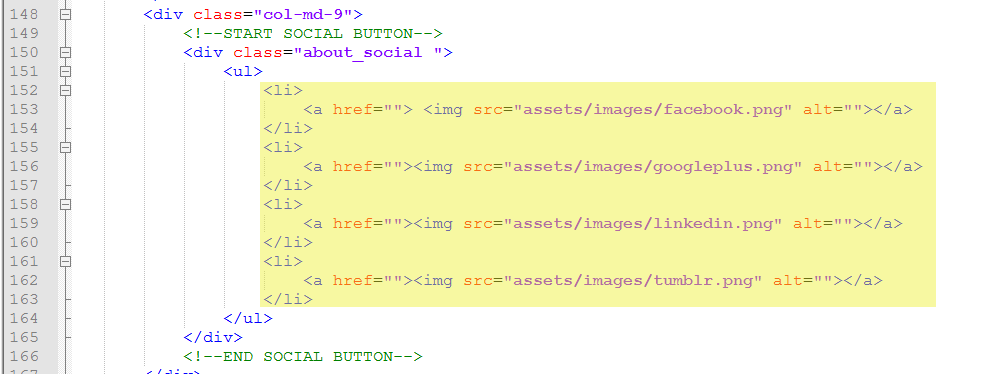 148 <div class="col-md-9">
149 <!--START SOCIAL BUTTON-->
150 <div class="about_social ">
151 <ul>
152 <li>
153 <a href=""> <img src="assets/images/facebook.png" alt=""></a>
154 </li>
155 <li>
156 <a href=""><img src="assets/images/googleplus.png" alt=""></a>
157 </li>
158 <li>
159 <a href=""><img src="assets/images/linkedin.png" alt=""></a>
160 </li>
161 <li>
162 <a href=""><img src="assets/images/tumblr.png" alt=""></a>
163 </li>
164 </ul>
165 </div>
166 <!--END SOCIAL BUTTON-->
167 </div>